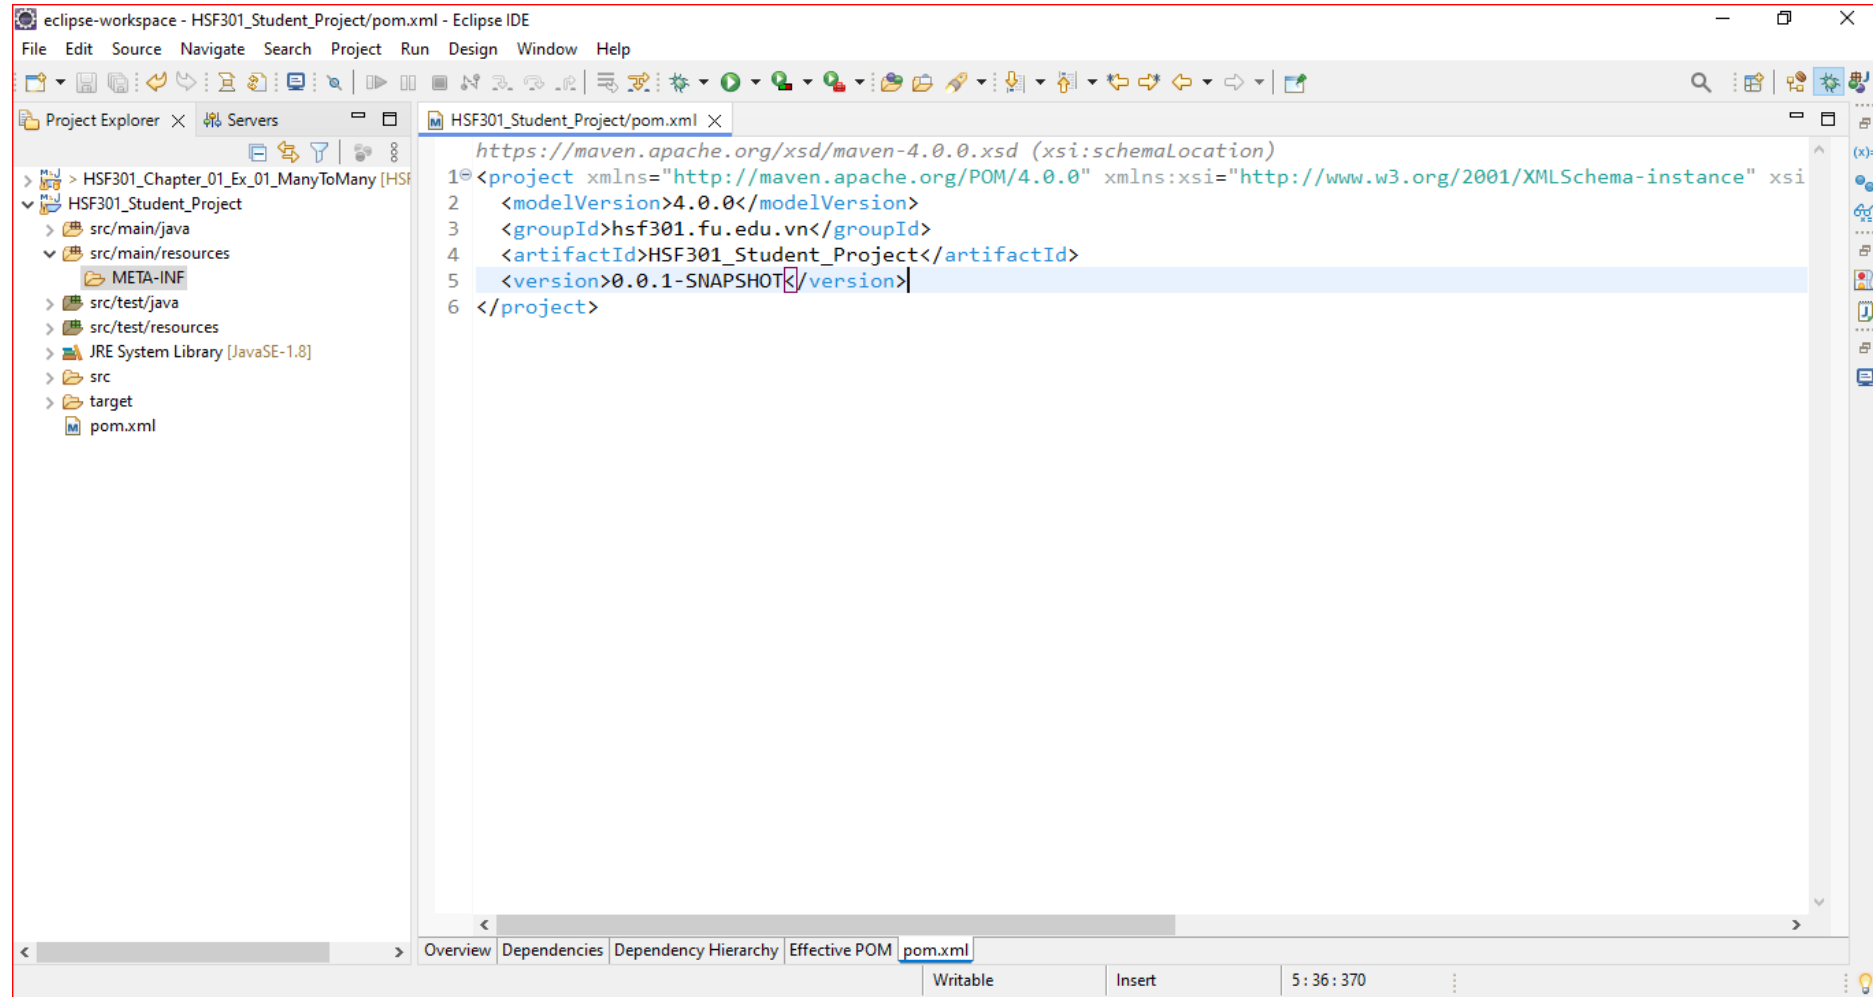 eclipse-workspace - HSF301_Student_Project/pom.xml - Eclipse IDE
File Edit Source Navigate Search Project Run Design Window Help
Project Explorer Servers
> HSF301_Chapter_01_Ex_01_ManyToMany [HSF
HSF301_Student_Project
src/main/java
src/main/resources
META-INF
src/test/java
src/test/resources
JRE System Library [JavaSE-1.8]
src
target
pom.xml
HSF301_Student_Project/pom.xml
https://maven.apache.org/xsd/maven-4.0.0.xsd (xsi:schemaLocation)
1 <project xmlns="http://maven.apache.org/POM/4.0.0" xmlns:xsi="http://www.w3.org/2001/XMLSchema-instance" xsi
2 <modelVersion>4.0.0</modelVersion>
3 <groupId>hsf301.fu.edu.vn</groupId>
4 <artifactId>HSF301_Student_Project</artifactId>
5 <version>0.0.1-SNAPSHOT</version>
6 </project>
Overview Dependencies Dependency Hierarchy Effective POM pom.xml
Writable Insert 5 : 36 : 370